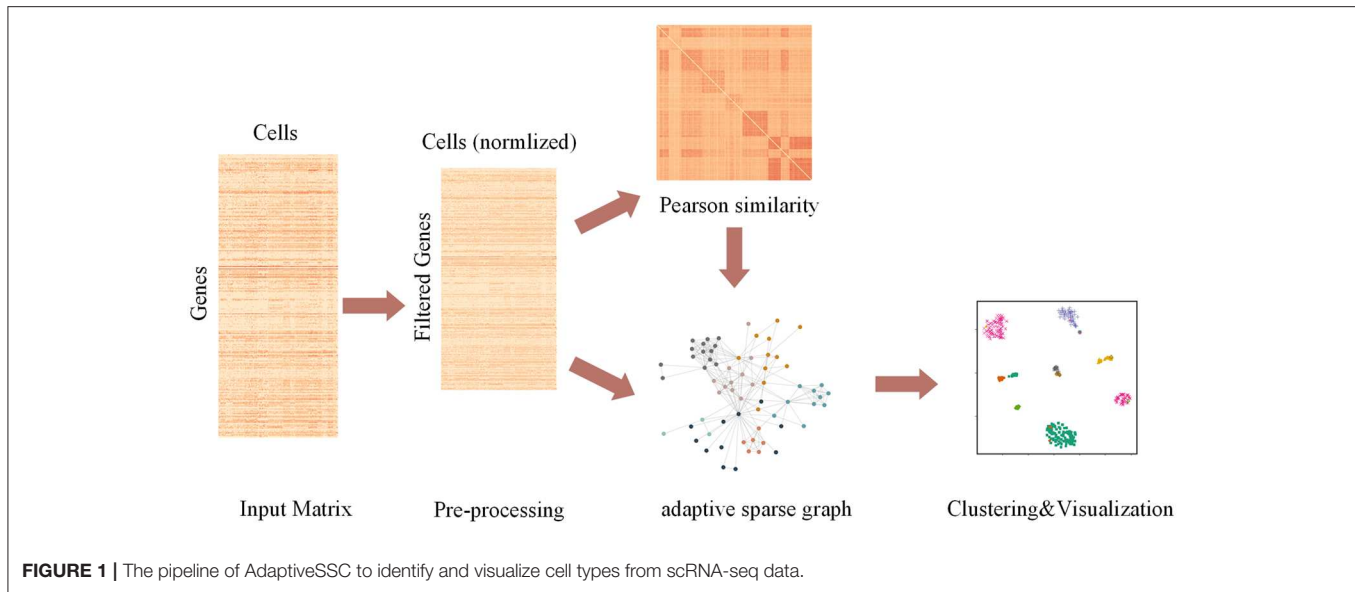 Cells
Genes
Input Matrix
Cells (normlized)
Filtered Genes
Pre-processing
Pearson similarity
adaptive sparse graph
Clustering&Visualization
FIGURE 1 | The pipeline of AdaptiveSSC to identify and visualize cell types from scRNA-seq data.